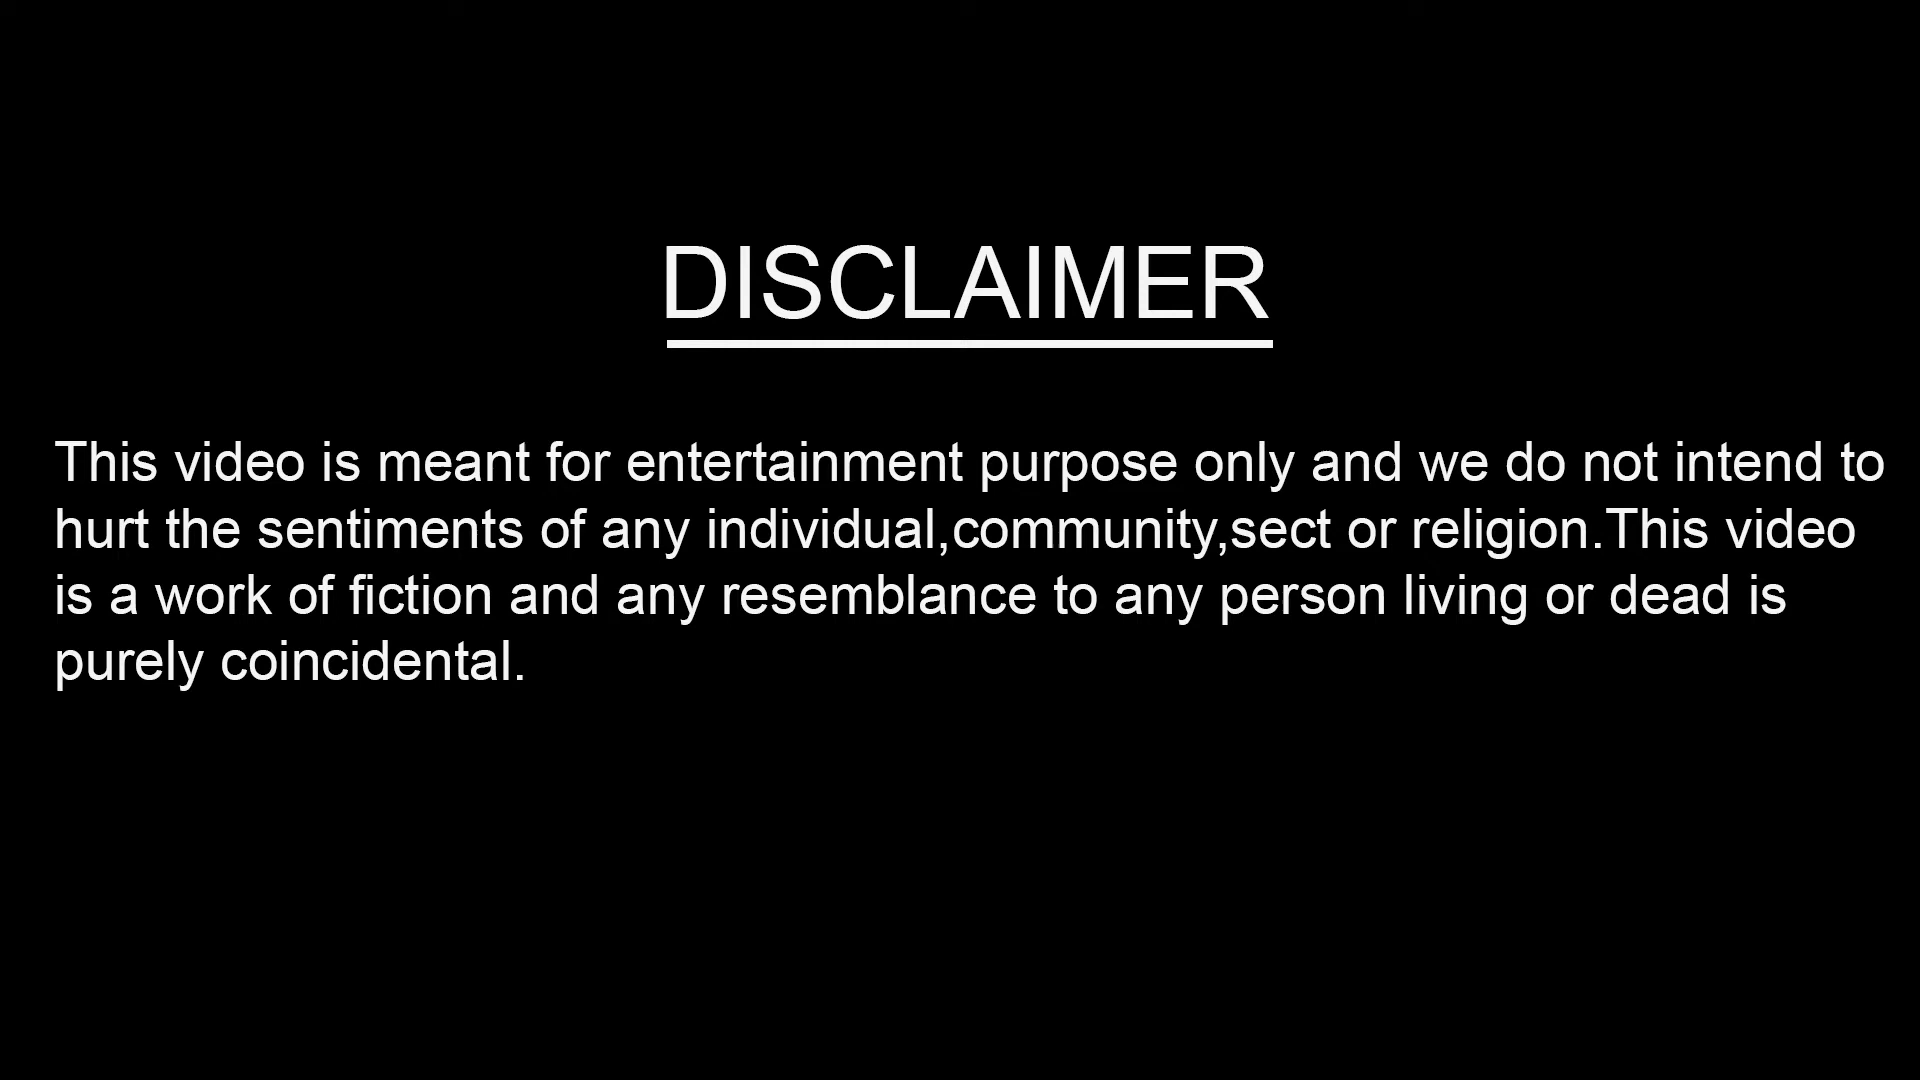 DISCLAIMER
This video is meant for entertainment purpose only and we do not intend to
hurt the sentiments of any individual,community,sect or religion.This video
is a work of fiction and any resemblance to any person living or dead is
purely coincidental.